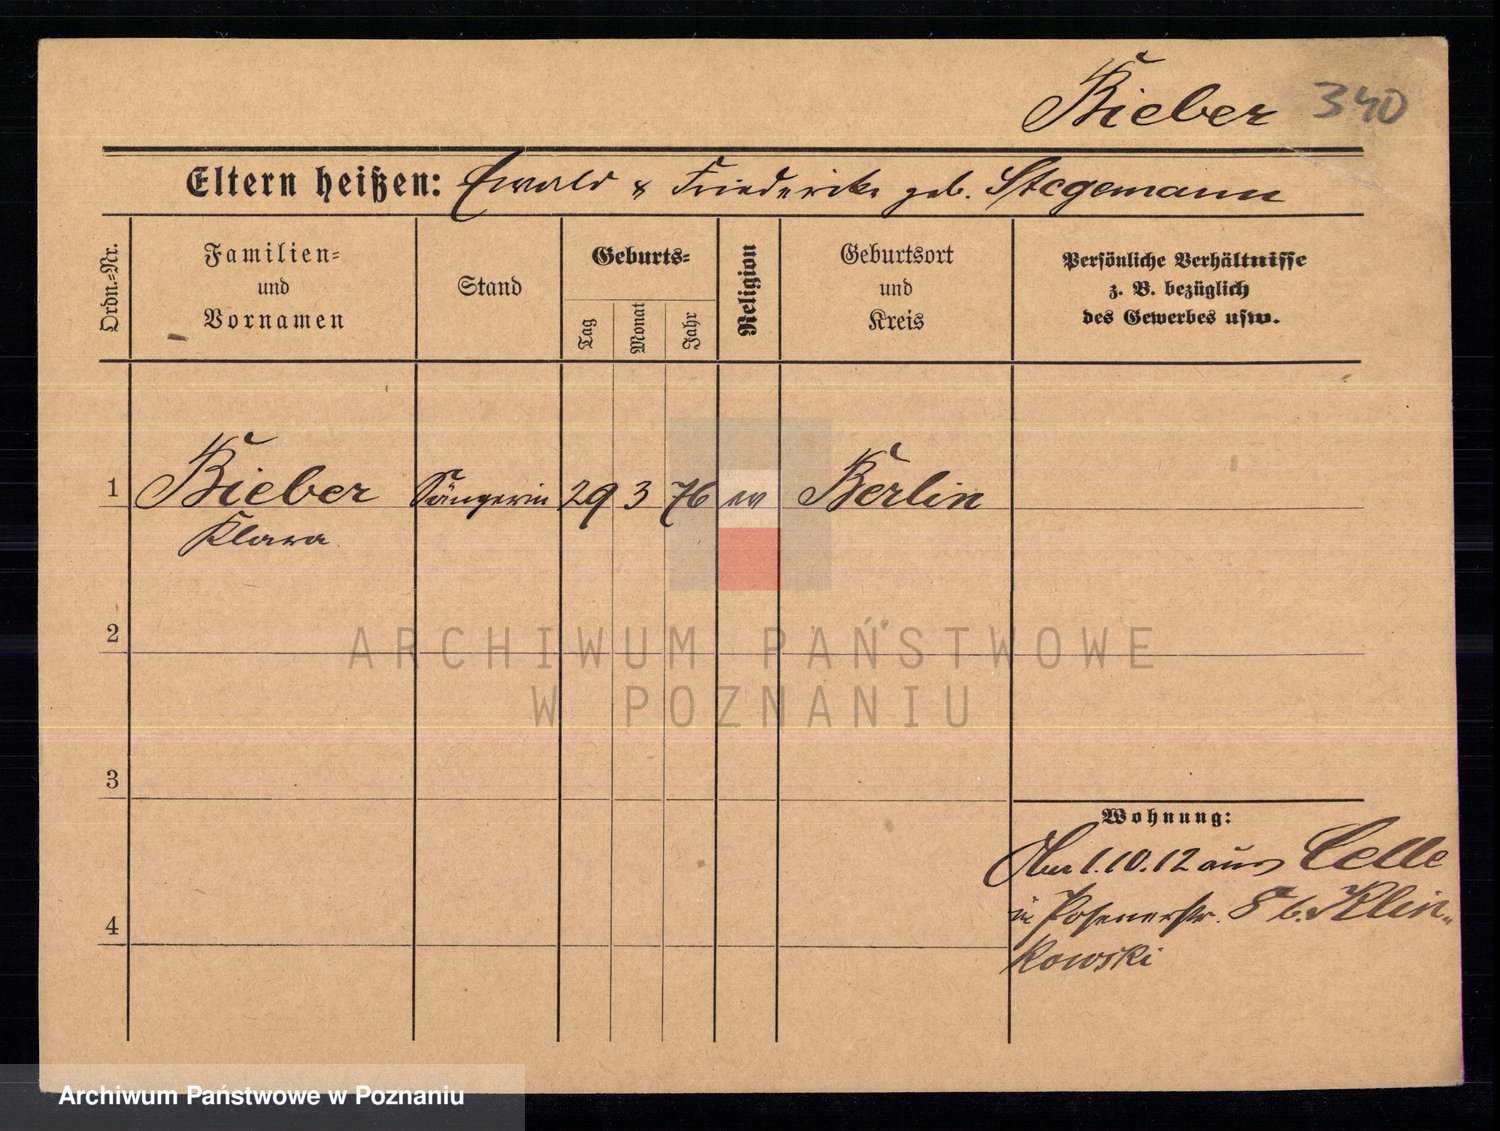 Bieber 340
Eltern heißen: Ewald & Friederike geb. Stegemann
Ordn.-Nr.
Familien-
und
Vornamen
Stand
Geburts-
Tag
Monat
Jahr
Religion
Geburtsort
und
Kreis
Persönliche Verhältnisse
z. B. bezüglich
des Gewerbes usw.
1 Bieber Sängerin 29 3 76 ev Berlin
Klara
2
ARCHIWUM PAŃSTWOWE
W POZNANIU
3
Wohnung:
1.10.12 aus Celle
in Posenerstr. 8 b. Klin-
4
kowski
Archiwum Państwowe w Poznaniu